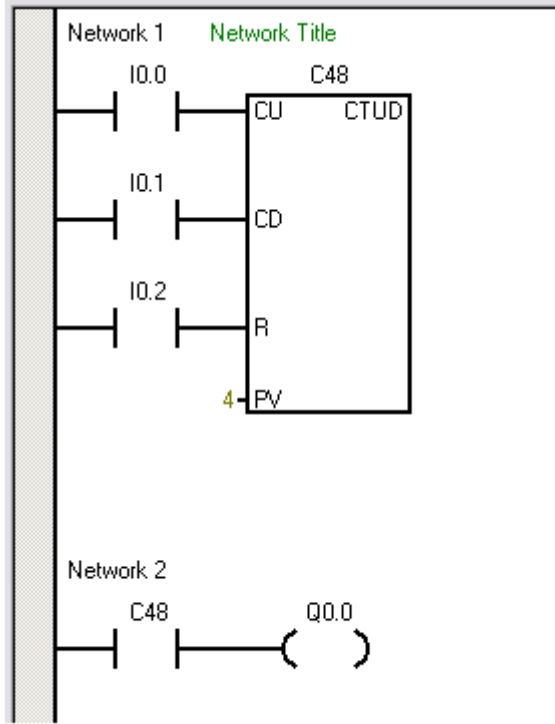 Network 1 Network Title
I0.0 C48
CU CTUD
I0.1
CD
I0.2
R
4 PV
Network 2
C48 Q0.0